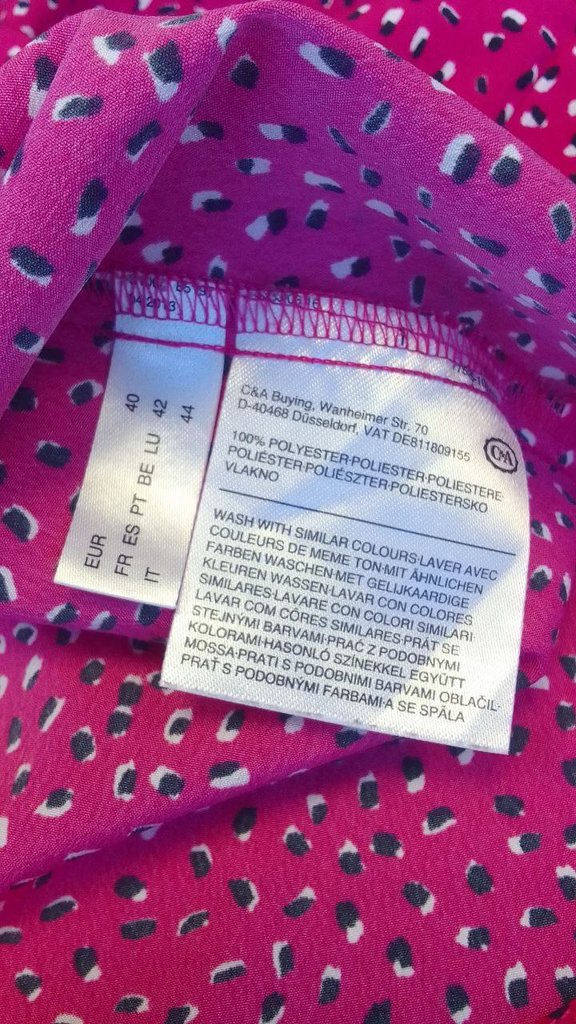 EUR 40
FR ES PT BE LU 42
IT 44
C&A Buying, Wanheimer Str. 70
D-40468 Düsseldorf, VAT DE811809155
C&A
100% POLYESTER·POLIESTER·POLIESTERE·
POLIÉSTER·POLIÉSZTER·POLIESTERSKO
VLAKNO
WASH WITH SIMILAR COLOURS·LAVER AVEC
COULEURS DE MEME TON·MIT ÄHNLICHEN
FARBEN WASCHEN·MET GELIJKAARDIGE
KLEUREN WASSEN·LAVAR CON COLORES
SIMILARES·LAVARE CON COLORI SIMILARI·
LAVAR COM CÓRES SIMILARES·PRÁT SE
STEJNÝMI BARVAMI·PRAĆ Z PODOBNYMI
KOLORAMI·HASONLÓ SZÍNEKKEL EGYÜTT
MOSSA·PRATI S PODOBNIMI BARVAMI OBLAČIL·
PRAŤ S PODOBNÝMI FARBAMI·A SE SPĂLA